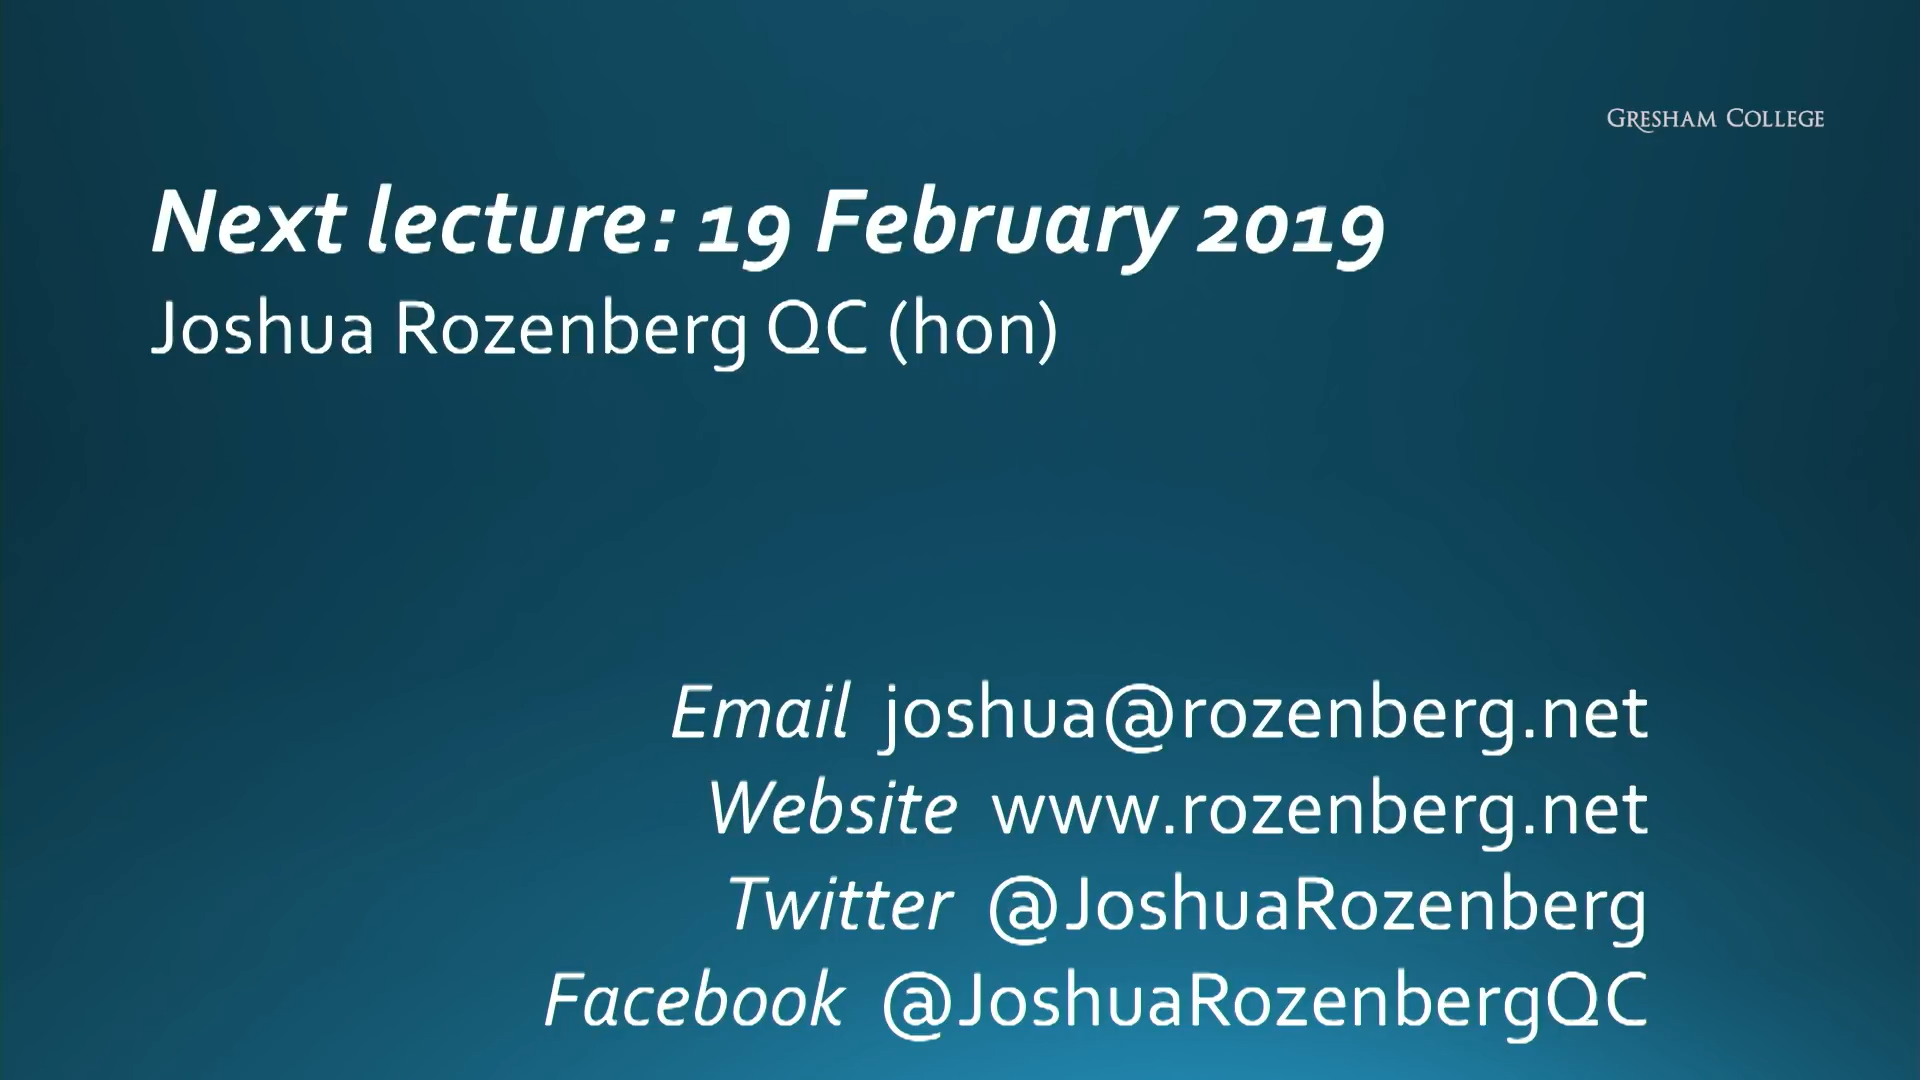 GRESHAM COLLEGE
Next lecture: 19 February 2019
Joshua Rozenberg QC (hon)
Email joshua@rozenberg.net
Website www.rozenberg.net
Twitter @JoshuaRozenberg
Facebook @JoshuaRozenbergQC